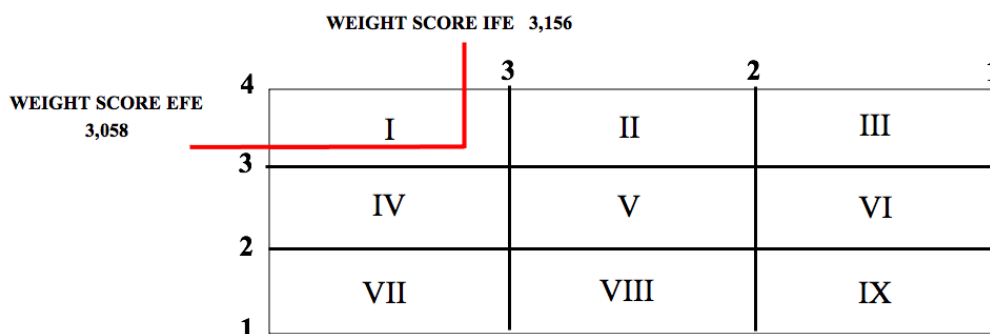 WEIGHT SCORE IFE 3,156
4 3 2 1
WEIGHT SCORE EFE
3,058
I II III
3
IV V VI
2
VII VIII IX
1